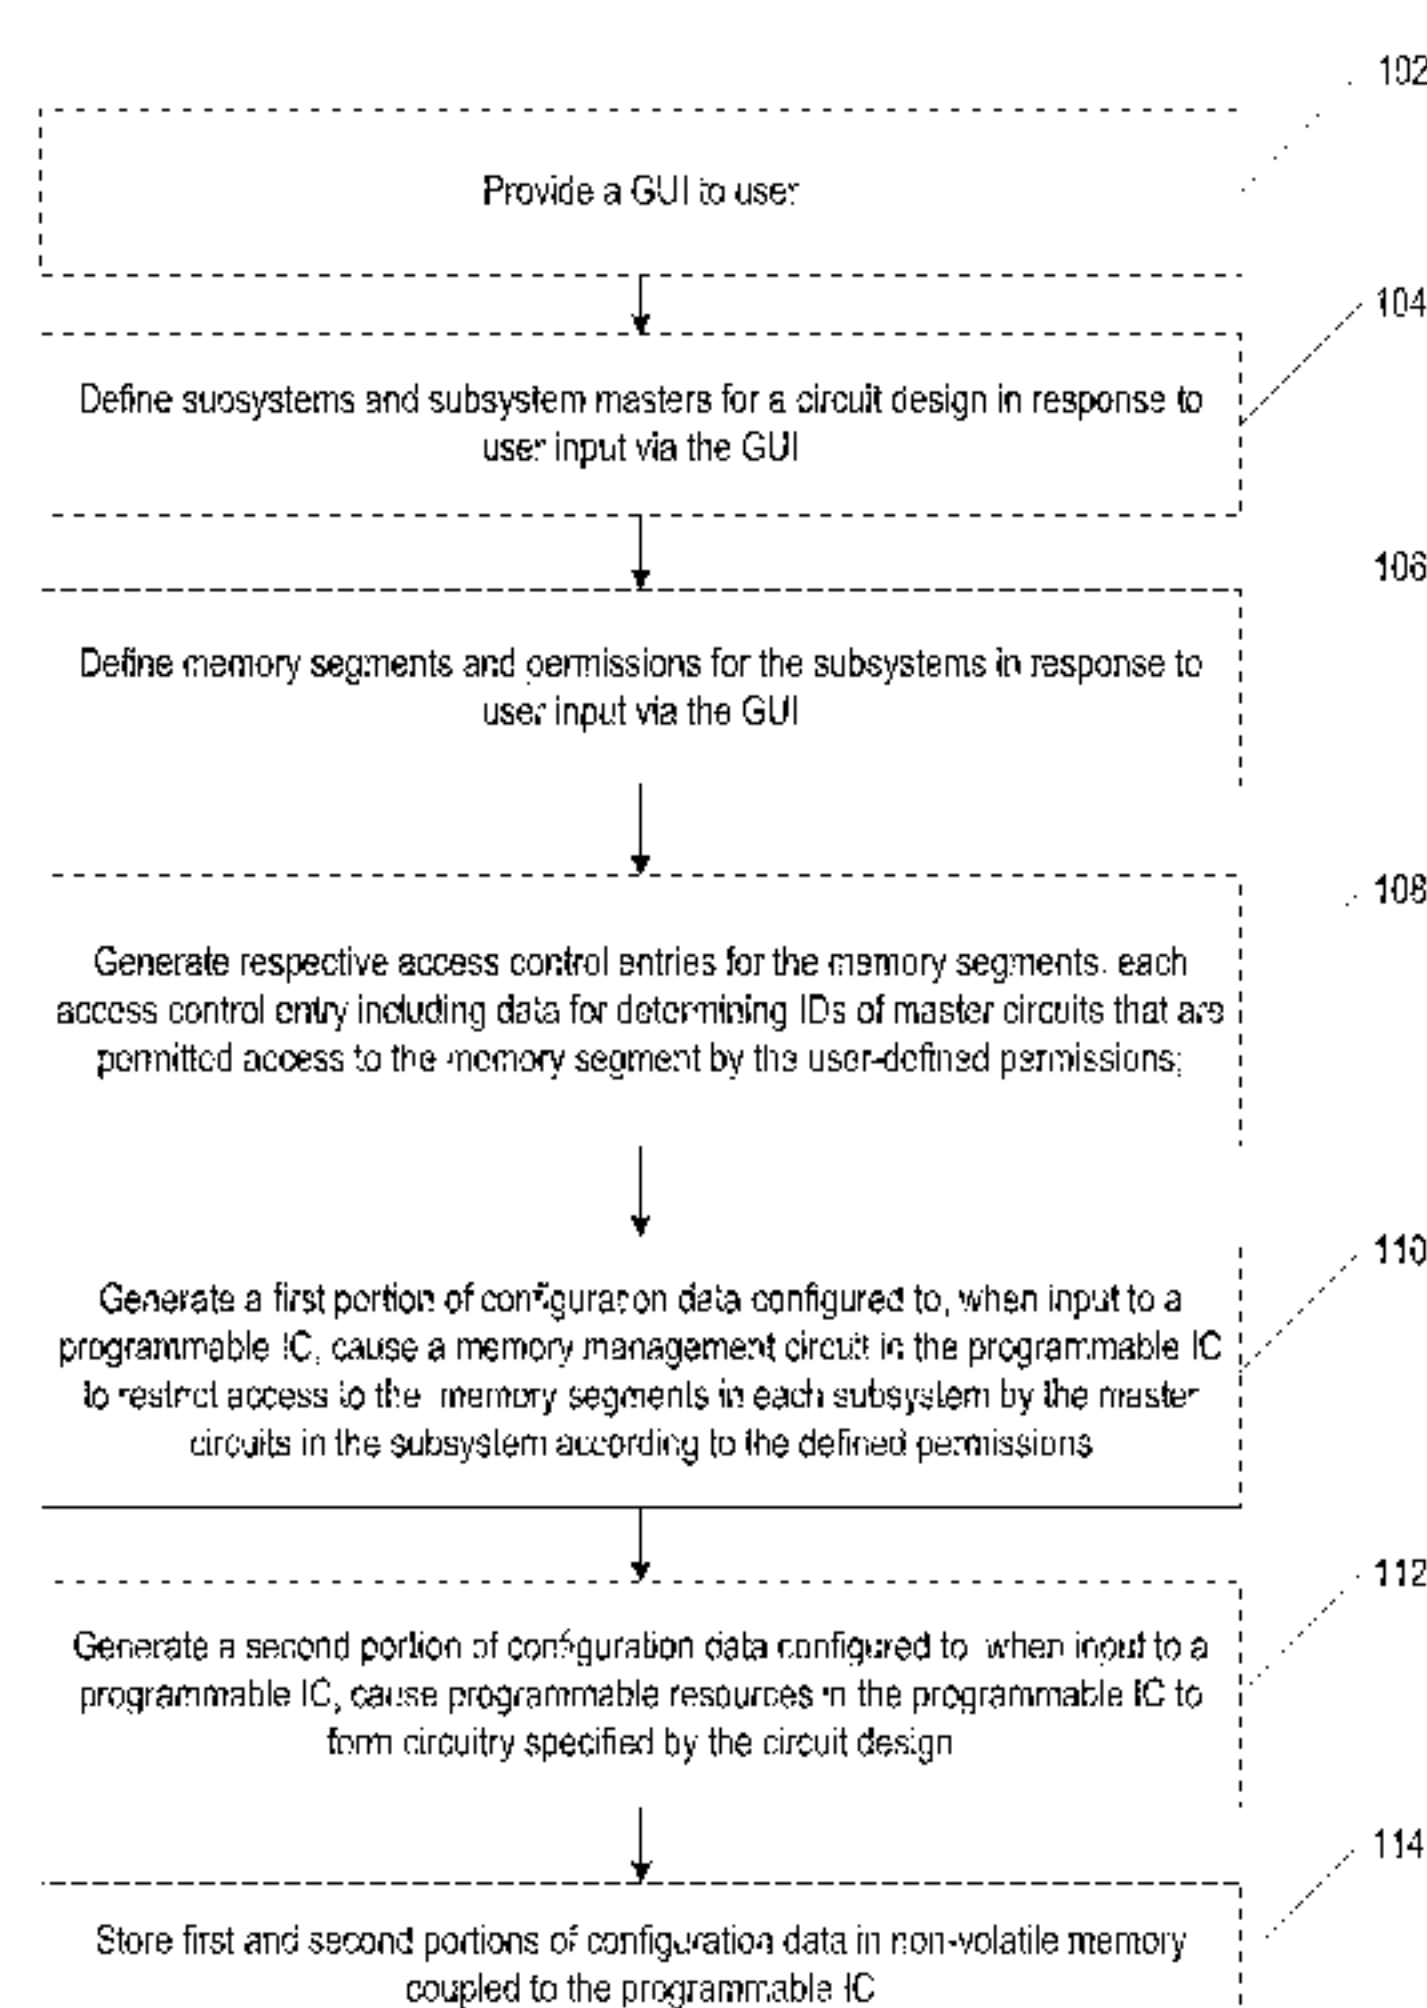 102
Provide a GUI to user
104
Define subsystems and subsystem masters for a circuit design in response to
user input via the GUI
106
Define memory segments and permissions for the subsystems in response to
user input via the GUI
108
Generate respective access control entries for the memory segments, each
access control entry including data for determining IDs of master circuits that are
permitted access to the memory segment by the user-defined permissions;
110
Generate a first portion of configuration data configured to, when input to a
programmable IC, cause a memory management circuit in the programmable IC
to restrict access to the memory segments in each subsystem by the master
circuits in the subsystem according to the defined permissions
112
Generate a second portion of configuration data configured to, when input to a
programmable IC, cause programmable resources in the programmable IC to
form circuitry specified by the circuit design
114
Store first and second portions of configuration data in non-volatile memory
coupled to the programmable IC